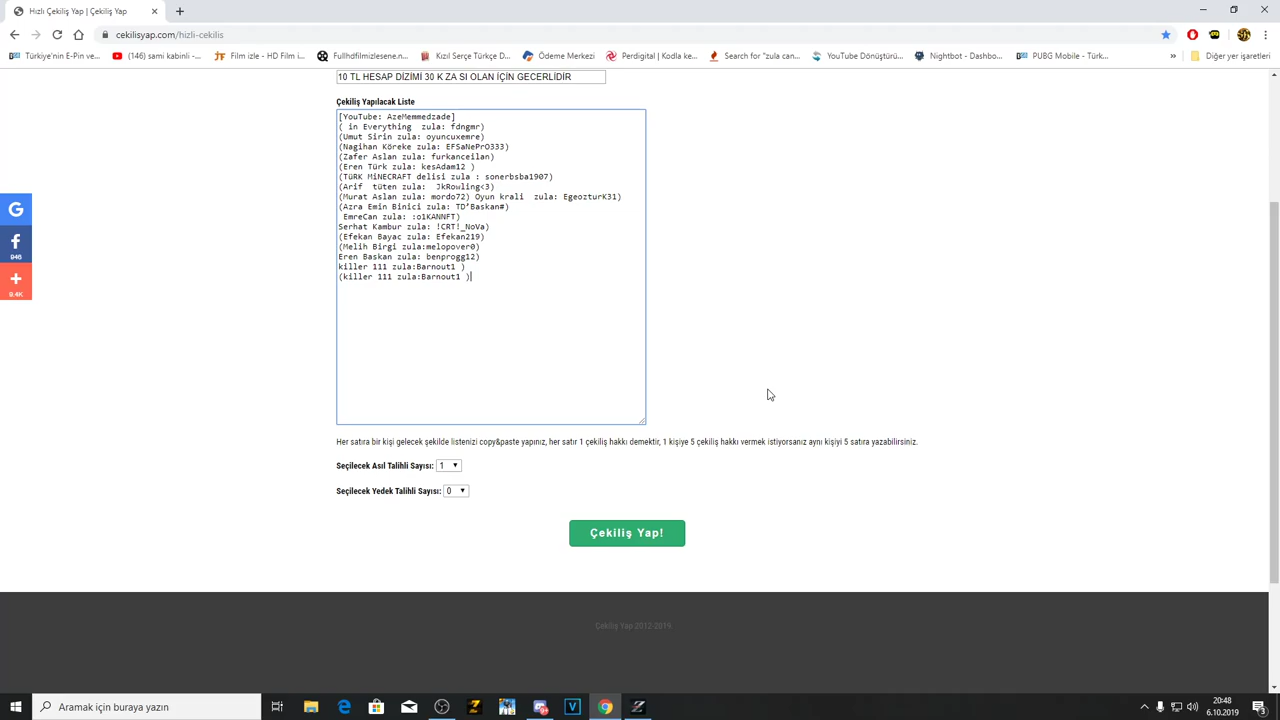 Hızlı Çekiliş Yap | Çekiliş Yap
cekilisyap.com/hizli-cekilis
Türkiye'nin E-Pin ve...
(146) sami kabinli - ...
Film izle - HD Film i...
Fullhdfilmizlesene.n...
Kızıl Serçe Türkçe D...
Ödeme Merkezi
Perdigital | Kodla ke...
Search for "zula can...
YouTube Dönüştürü...
Nightbot - Dashbo...
PUBG Mobile - Türk...
»
Diğer yer işaretleri
10 TL HESAP DİZİMİ 30 K ZA SI OLAN İÇİN GECERLİDİR
Çekiliş Yapılacak Liste
[YouTube: AzeMemmedzade]
( in Everything  zula: fdngmr)
(Umut Sirin zula: oyuncuxemre)
(Nagihan Köreke zula: EFSaNePrO333)
(Zafer Aslan zula: furkanceilan)
(Eren Türk zula: kesAdam12 )
(TüRK MiNECRAFT delisi zula : sonerbsba1907)
(Arif  tüten zula:  JkRowling<3)
(Murat Aslan zula: mordo72) Oyun krali  zula: EgeozturK31)
(Azra Emin Binici zula: TD’Baskan#)
EmreCan zula: :o1KANNFT)
Serhat Kambur zula: !CRT!_NoVa)
(Efekan Bayac zula: Efekan219)
(Melih Birgi zula:melopover0)
Eren Baskan zula: benprogg12)
killer 111 zula:Barnout1 )
(killer 111 zula:Barnout1 )
946
9.4K
Her satıra bir kişi gelecek şekilde listenizi copy&paste yapınız, her satır 1 çekiliş hakkı demektir, 1 kişiye 5 çekiliş hakkı vermek istiyorsanız aynı kişiyi 5 satıra yazabilirsiniz.
Seçilecek Asıl Talihli Sayısı: 1
Seçilecek Yedek Talihli Sayısı: 0
Çekiliş Yap!
Çekiliş Yap 2012-2019
Aramak için buraya yazın
20:48
6.10.2019
3